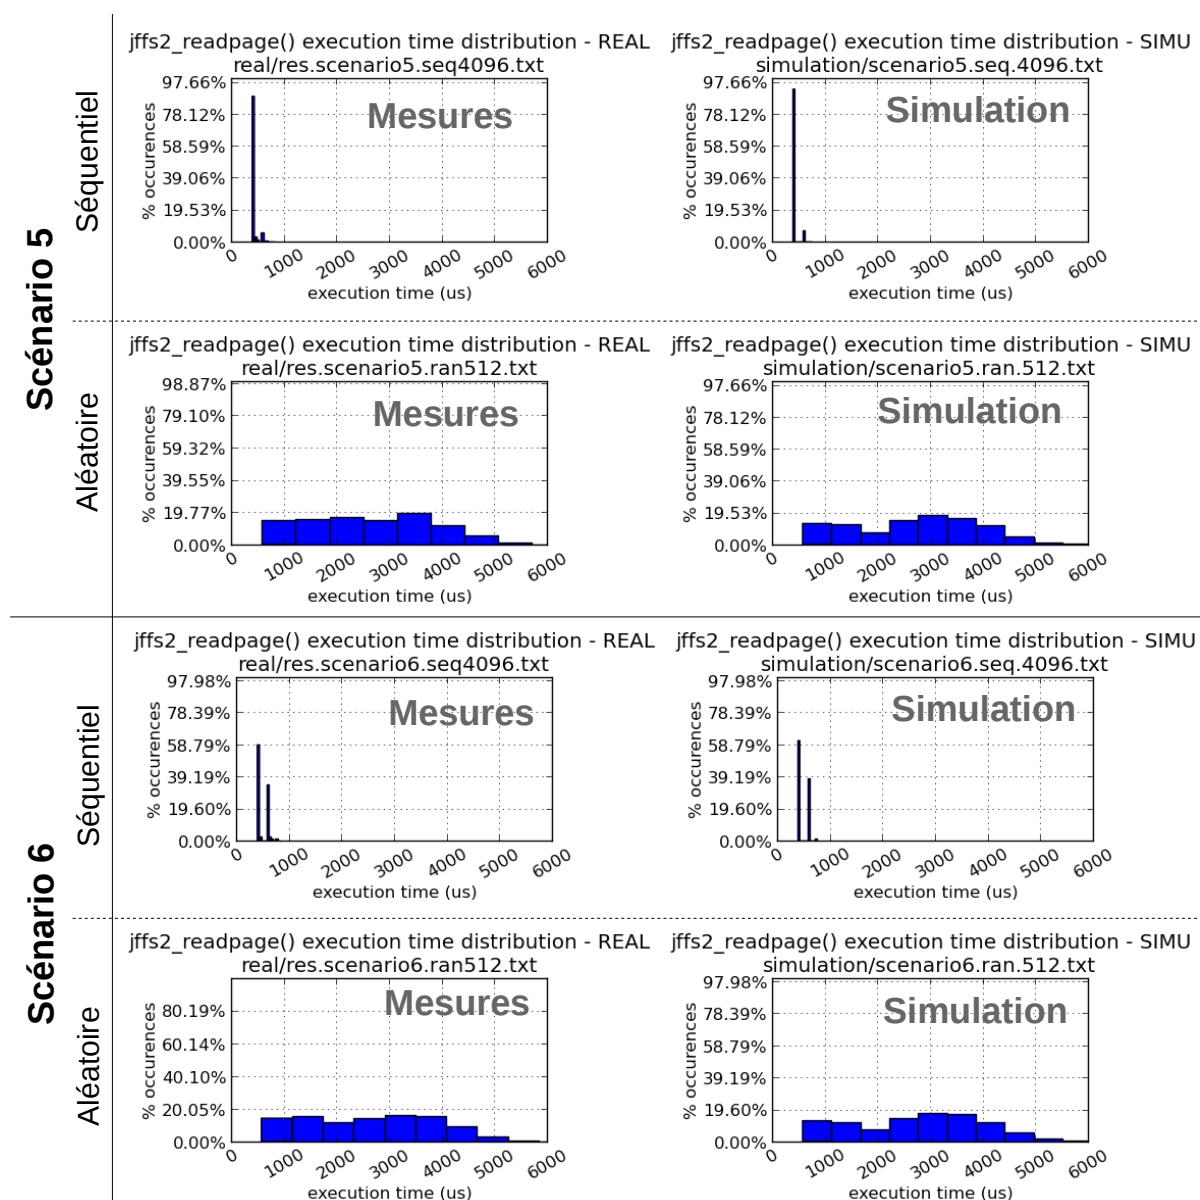 Scénario 5
Séquentiel
jffs2_readpage() execution time distribution - REAL
real/res.scenario5.seq4096.txt
Mesures
97.66%
78.12%
58.59%
39.06%
19.53%
0.00%
% occurences
0 1000 2000 3000 4000 5000 6000
execution time (us)
jffs2_readpage() execution time distribution - SIMU
simulation/scenario5.seq.4096.txt
Simulation
97.66%
78.12%
58.59%
39.06%
19.53%
0.00%
% occurences
0 1000 2000 3000 4000 5000 6000
execution time (us)
Aléatoire
jffs2_readpage() execution time distribution - REAL
real/res.scenario5.ran512.txt
Mesures
98.87%
79.10%
59.32%
39.55%
19.77%
0.00%
% occurences
0 1000 2000 3000 4000 5000 6000
execution time (us)
jffs2_readpage() execution time distribution - SIMU
simulation/scenario5.ran.512.txt
Simulation
97.66%
78.12%
58.59%
39.06%
19.53%
0.00%
% occurences
0 1000 2000 3000 4000 5000 6000
execution time (us)
Scénario 6
Séquentiel
jffs2_readpage() execution time distribution - REAL
real/res.scenario6.seq4096.txt
Mesures
97.98%
78.39%
58.79%
39.19%
19.60%
0.00%
% occurences
0 1000 2000 3000 4000 5000 6000
execution time (us)
jffs2_readpage() execution time distribution - SIMU
simulation/scenario6.seq.4096.txt
Simulation
97.98%
78.39%
58.79%
39.19%
19.60%
0.00%
% occurences
0 1000 2000 3000 4000 5000 6000
execution time (us)
Aléatoire
jffs2_readpage() execution time distribution - REAL
real/res.scenario6.ran512.txt
Mesures
80.19%
60.14%
40.10%
20.05%
0.00%
% occurences
0 1000 2000 3000 4000 5000 6000
execution time (us)
jffs2_readpage() execution time distribution - SIMU
simulation/scenario6.ran.512.txt
Simulation
97.98%
78.39%
58.79%
39.19%
19.60%
0.00%
% occurences
0 1000 2000 3000 4000 5000 6000
execution time (us)